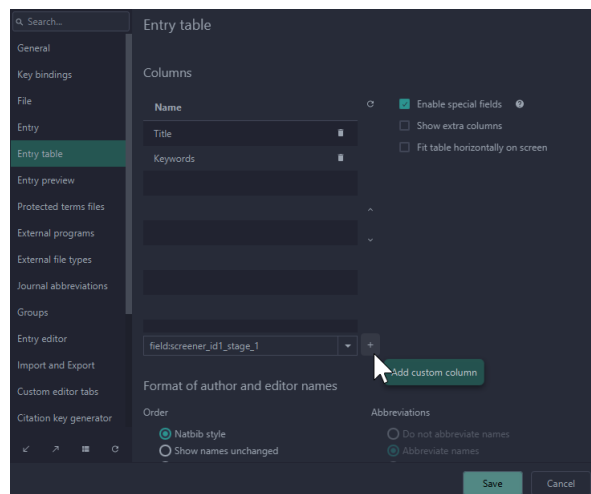 Search...
General
Key bindings
File
Entry
Entry table
Entry preview
Protected terms files
External programs
External file types
Journal abbreviations
Groups
Entry editor
Import and Export
Custom editor tabs
Citation key generator
Entry table
Columns
Name
Title
Keywords
field:screener_id1_stage_1
Enable special fields
Show extra columns
Fit table horizontally on screen
Add custom column
Format of author and editor names
Order
Natbib style
Show names unchanged
Abbreviations
Do not abbreviate names
Abbreviate names
Save
Cancel